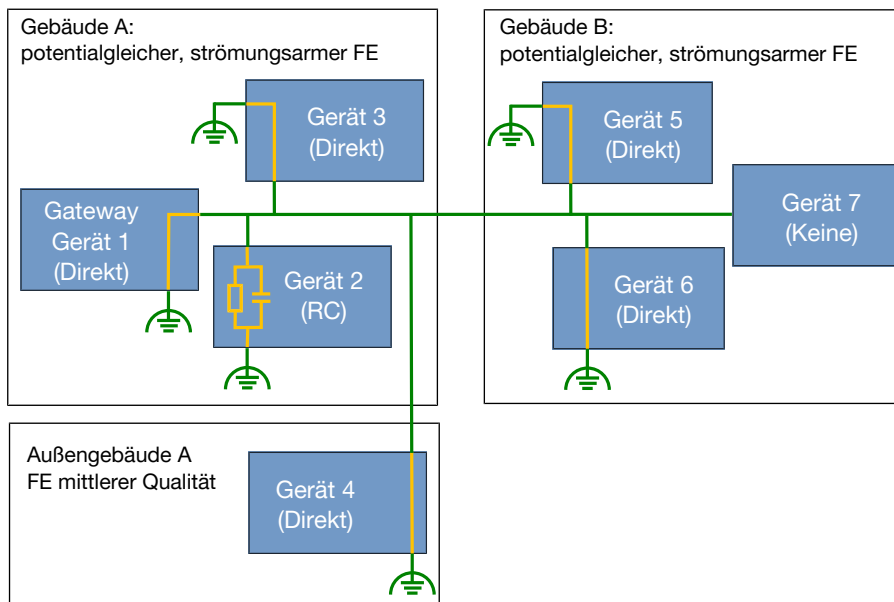 Gebäude A:
potentialgleicher, strömungsarmer FE
Gerät 3
(Direkt)
Gateway
Gerät 1
(Direkt)
Gerät 2
(RC)
Gebäude B:
potentialgleicher, strömungsarmer FE
Gerät 5
(Direkt)
Gerät 7
(Keine)
Gerät 6
(Direkt)
Außengebäude A
FE mittlerer Qualität
Gerät 4
(Direkt)